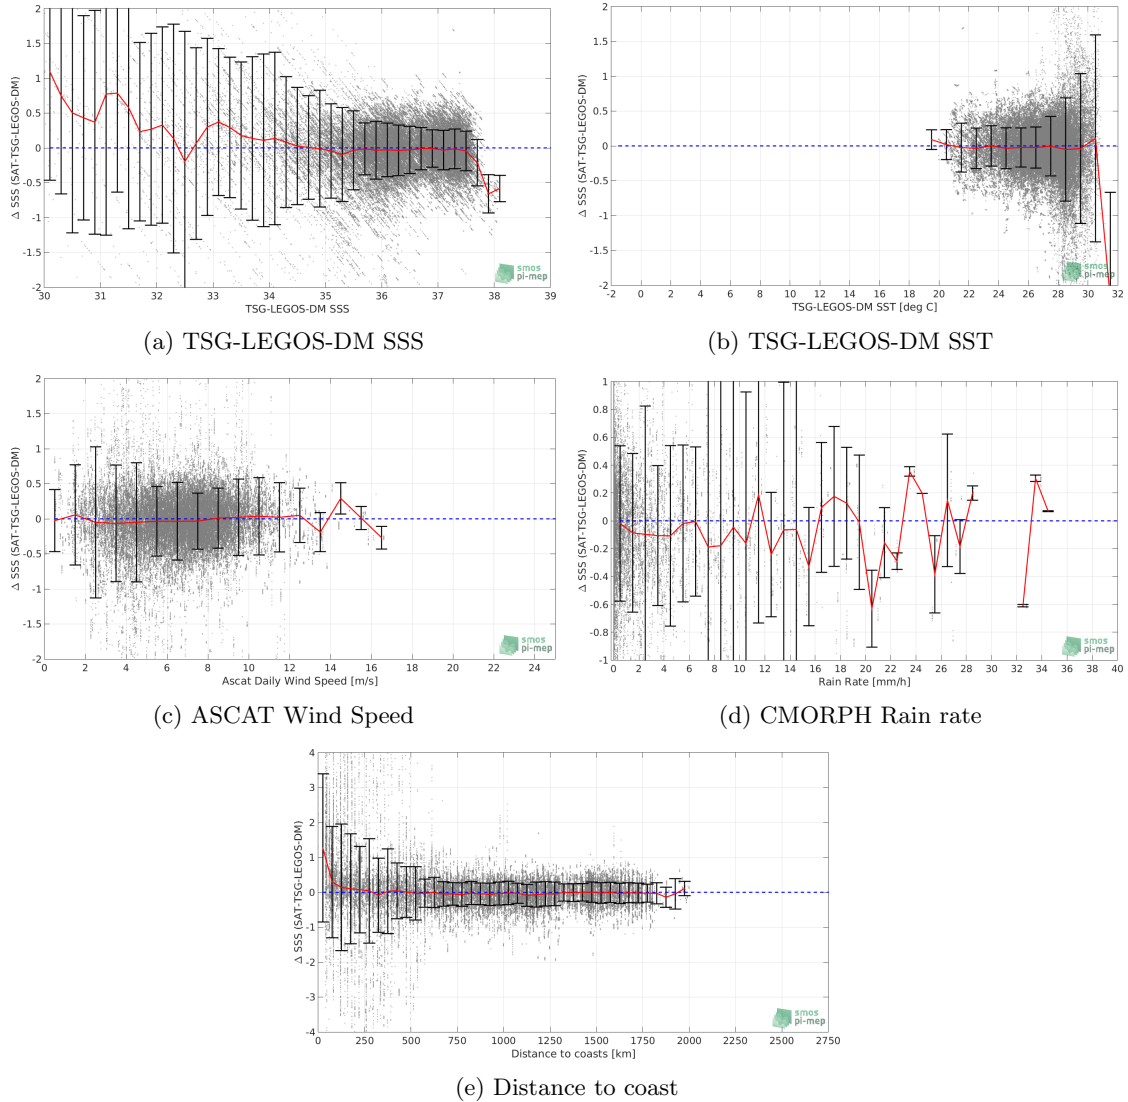 2
1.5
1
0.5
0
-0.5
-1
-1.5
-2
Δ SSS (SAT-TSG-LEGOS-DM)
30 31 32 33 34 35 36 37 38 39
TSG-LEGOS-DM SSS
smos
pi-mep
(a) TSG-LEGOS-DM SSS
2
1.5
1
0.5
0
-0.5
-1
-1.5
-2
Δ SSS (SAT-TSG-LEGOS-DM)
-2 0 2 4 6 8 10 12 14 16 18 20 22 24 26 28 30 32
TSG-LEGOS-DM SST [deg C]
smos
pi-mep
(b) TSG-LEGOS-DM SST
2
1.5
1
0.5
0
-0.5
-1
-1.5
-2
Δ SSS (SAT-TSG-LEGOS-DM)
0 2 4 6 8 10 12 14 16 18 20 22 24
Ascat Daily Wind Speed [m/s]
smos
pi-mep
(c) ASCAT Wind Speed
1
0.8
0.6
0.4
0.2
0
-0.2
-0.4
-0.6
-0.8
-1
Δ SSS (SAT-TSG-LEGOS-DM)
0 2 4 6 8 10 12 14 16 18 20 22 24 26 28 30 32 34 36 38 40
Rain Rate [mm/h]
smos
pi-mep
(d) CMORPH Rain rate
4
3
2
1
0
-1
-2
-3
-4
Δ SSS (SAT-TSG-LEGOS-DM)
0 250 500 750 1000 1250 1500 1750 2000 2250 2500 2750
Distance to coasts [km]
smos
pi-mep
(e) Distance to coast